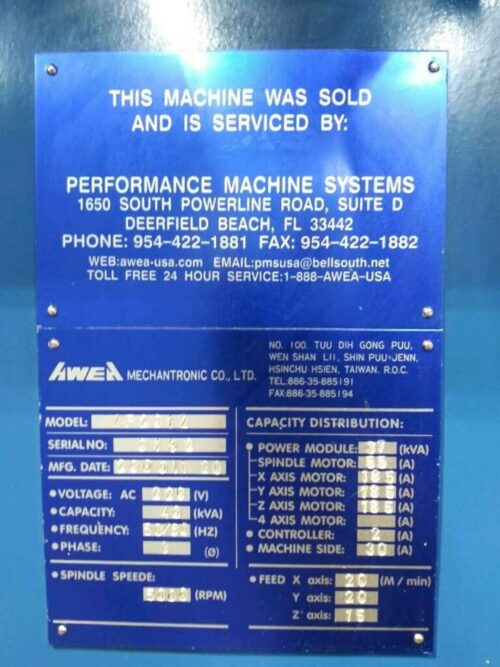 THIS MACHINE WAS SOLD
AND IS SERVICED BY:
PERFORMANCE MACHINE SYSTEMS
1650 SOUTH POWERLINE ROAD, SUITE D
DEERFIELD BEACH, FL 33442
PHONE: 954-422-1881 FAX: 954-422-1882
WEB:awea-usa.com EMAIL:pmsusa@bellsouth.net
TOLL FREE 24 HOUR SERVICE:1-888-AWEA-USA
AWEA MECHANTRONIC CO., LTD.
NO. 100. TUU DIH GONG PUU,
WEN SHAN LII, SHIN PUU-JENN,
HSINCHU HSIEN, TAIWAN. R.O.C.
TEL.886-35-885191
FAX:886-35-885194
MODEL:
SERIAL NO:
MFG. DATE:
•VOLTAGE: AC 220 (V)
•CAPACITY: (kVA)
•FREQUENCY: (HZ)
•PHASE: (Ø)
•SPINDLE SPEEDE:
5000 (RPM)
CAPACITY DISTRIBUTION:
•POWER MODULE: (kVA)
SPINDLE MOTOR: (A)
X AXIS MOTOR: (A)
Y AXIS MOTOR: (A)
Z AXIS MOTOR: (A)
4 AXIS MOTOR: (A)
•CONTROLLER: 2 (A)
•MACHINE SIDE: 30 (A)
•FEED X axis: 20 (M / min)
Y axis: 20
Z axis: 15